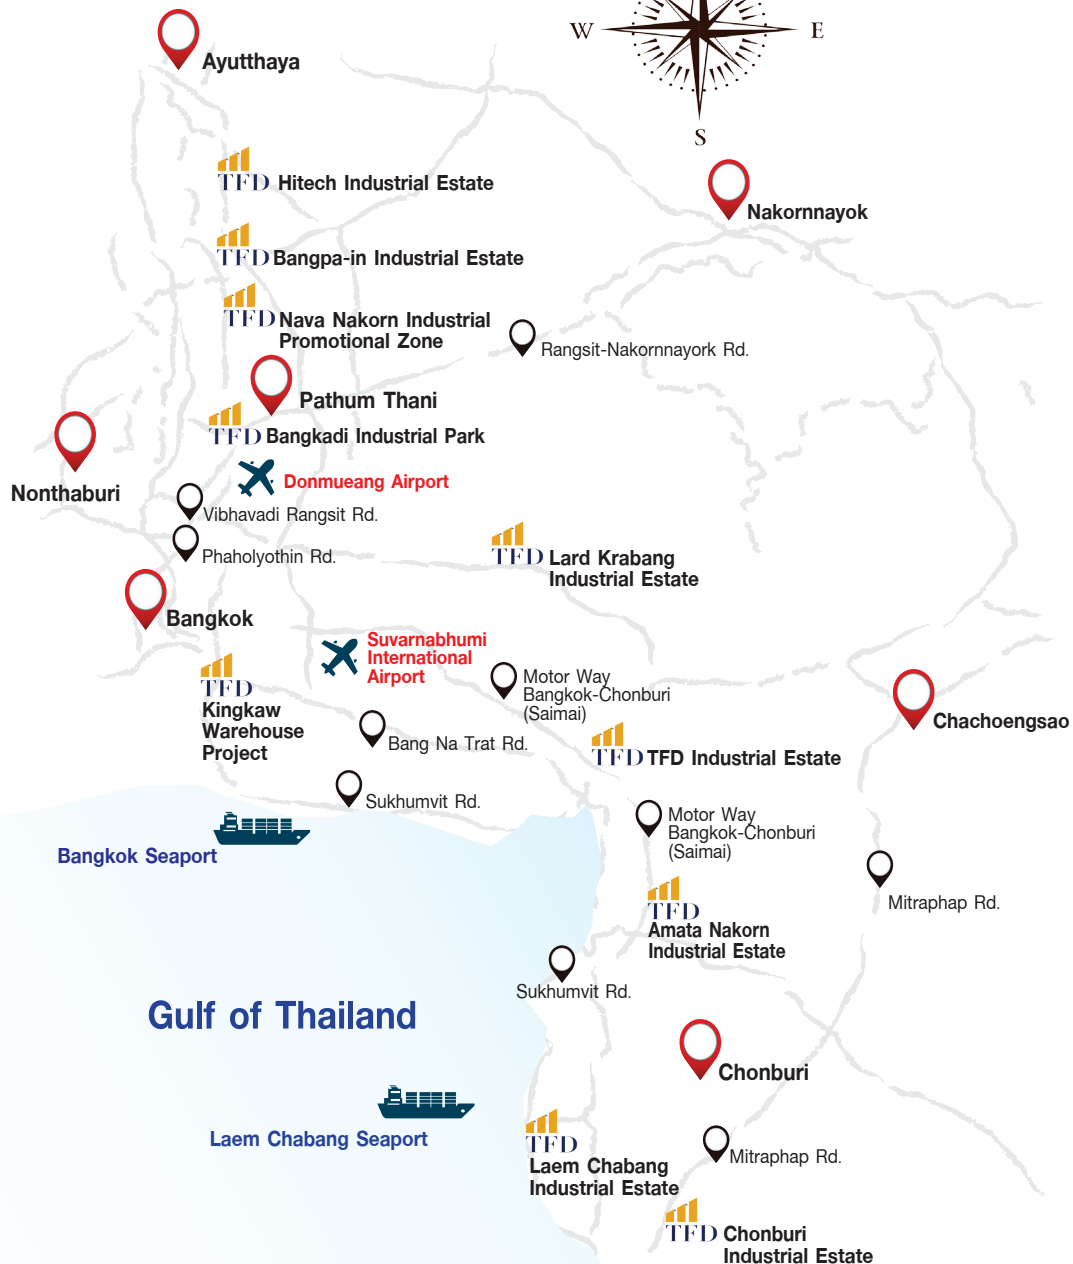 W
E
S
Ayutthaya
TFD Hitech Industrial Estate
Nakornnayok
TFD Bangpa-in Industrial Estate
TFD Nava Nakorn Industrial
Promotional Zone
Rangsit-Nakornnayork Rd.
Pathum Thani
TFD Bangkadi Industrial Park
Nonthaburi
Donmueang Airport
Vibhavadi Rangsit Rd.
Phaholyothin Rd.
TFD Lard Krabang
Industrial Estate
Bangkok
Suvarnabhumi
International
Airport
TFD
Kingkaw
Warehouse
Project
Motor Way
Bangkok-Chonburi
(Saimai)
Chachoengsao
Bang Na Trat Rd.
TFD TFD Industrial Estate
Sukhumvit Rd.
Motor Way
Bangkok-Chonburi
(Saimai)
Bangkok Seaport
Mitraphap Rd.
TFD
Amata Nakorn
Industrial Estate
Sukhumvit Rd.
Gulf of Thailand
Chonburi
Laem Chabang Seaport
TFD
Laem Chabang
Industrial Estate
Mitraphap Rd.
TFD Chonburi
Industrial Estate